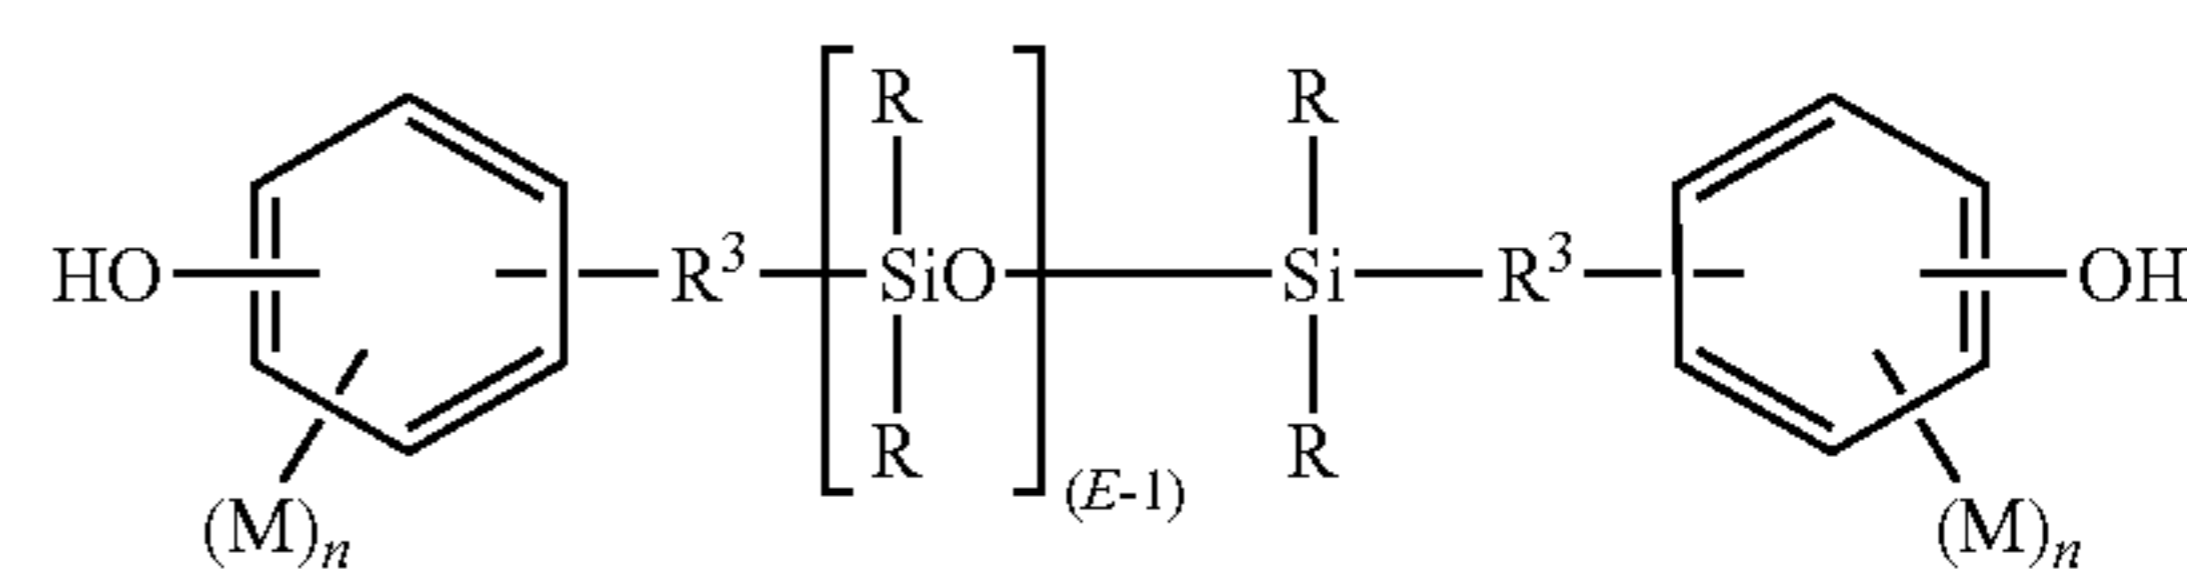 R R
HO R³ SiO Si R³ OH
R R
(E-1)
(M)n (M)n